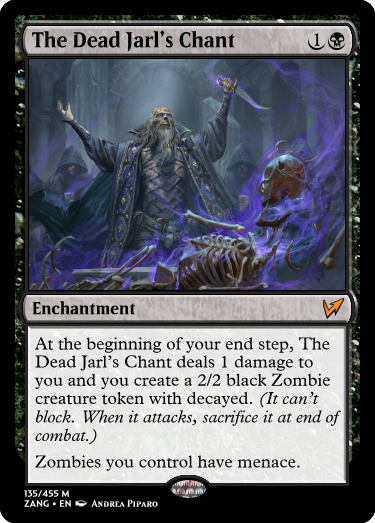 The Dead Jarl's Chant 1
Enchantment
At the beginning of your end step, The
Dead Jarl's Chant deals 1 damage to
you and you create a 2/2 black Zombie
creature token with decayed. (It can't
block. When it attacks, sacrifice it at end of
combat.)
Zombies you control have menace.
135/455 M
ZANG • EN Andrea Piparo